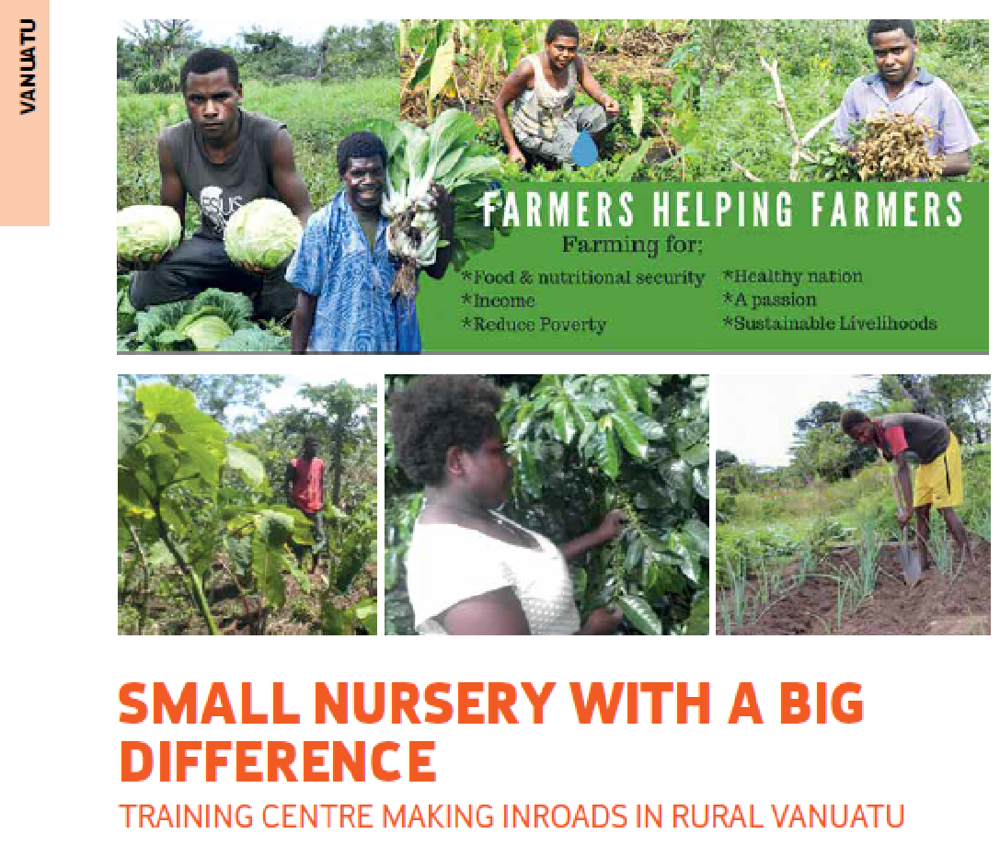 VANUATU
FARMERS HELPING FARMERS
Farming for;
*Food & nutritional security *Healthy nation
*Income *A passion
*Reduce Poverty *Sustainable Livelihoods
SMALL NURSERY WITH A BIG
DIFFERENCE
TRAINING CENTRE MAKING INROADS IN RURAL VANUATU